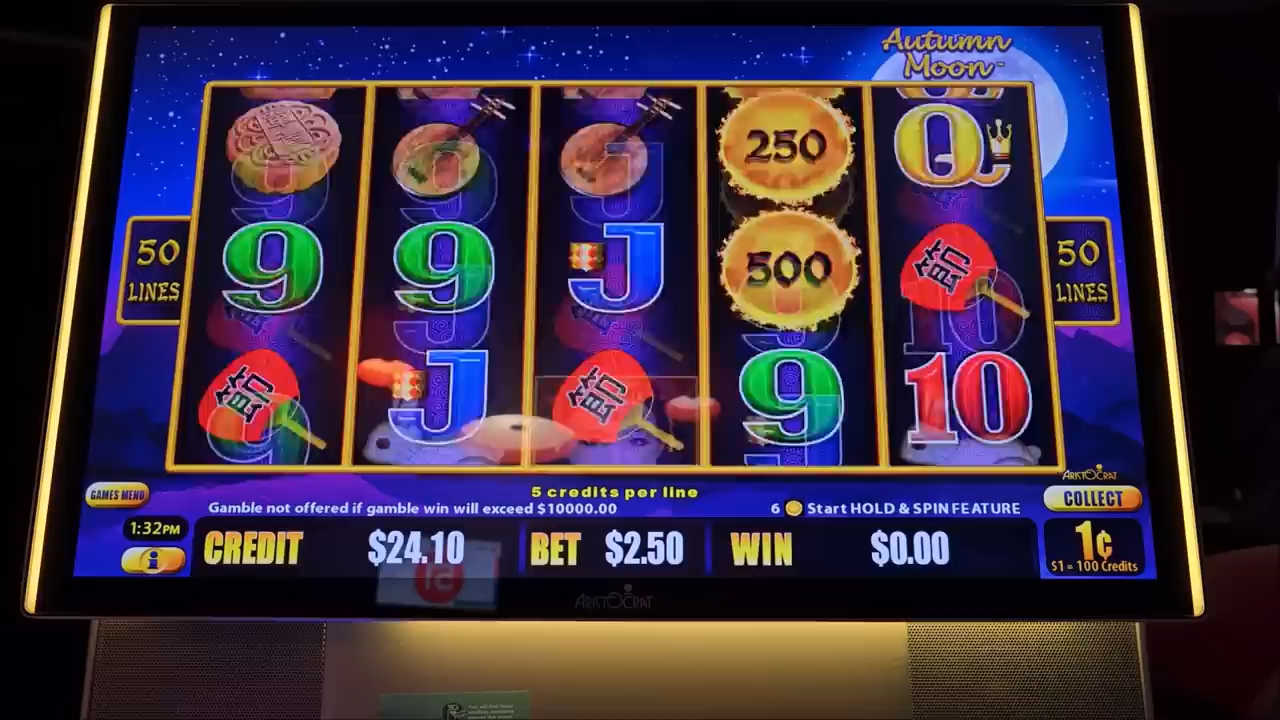 Autumn
Moon™
250
Q
50
LINES
9
9
J
500
50
LINES
J
9
10
ARISTOCRAT
GAMES MENU
5 credits per line
COLLECT
Gamble not offered if gamble win will exceed $10000.00
6 Start HOLD & SPIN FEATURE
1:32PM
CREDIT $24.10 BET $2.50 WIN $0.00
1¢
$1 = 100 Credits
i
ARISTOCRAT